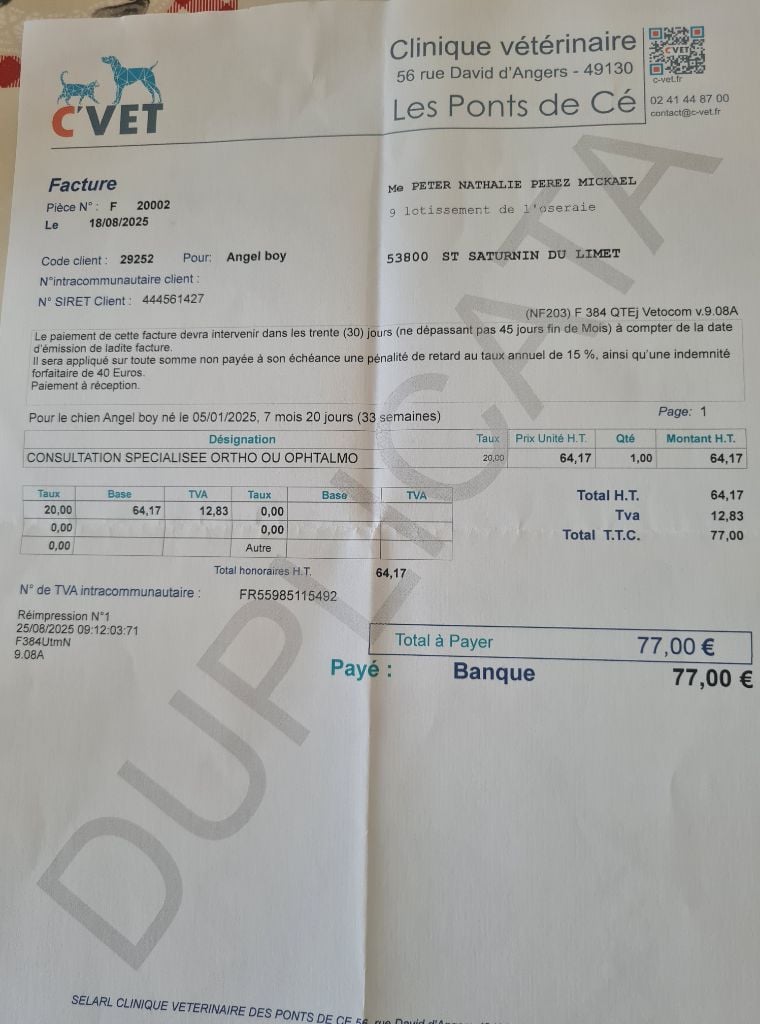 C'VET
Clinique vétérinaire
56 rue David d'Angers - 49130
Les Ponts de Cé
C'VET
c-vet.fr
02 41 44 87 00
contact@c-vet.fr
Facture
Pièce N° : F 20002
Le 18/08/2025
Me PETER NATHALIE PEREZ MICKAEL
9 lotissement de l'oseraie
53800 ST SATURNIN DU LIMET
Code client : 29252 Pour: Angel boy
N°intracommunautaire client :
N° SIRET Client : 444561427
(NF203) F 384 QTEj Vetocom v.9.08A
Le paiement de cette facture devra intervenir dans les trente (30) jours (ne dépassant pas 45 jours fin de Mois) à compter de la date
d'émission de ladite facture.
Il sera appliqué sur toute somme non payée à son échéance une pénalité de retard au taux annuel de 15 %, ainsi qu'une indemnité
forfaitaire de 40 Euros.
Paiement à réception.
Pour le chien Angel boy né le 05/01/2025, 7 mois 20 jours (33 semaines)
Page: 1
Désignation Taux Prix Unité H.T. Qté Montant H.T.
CONSULTATION SPECIALISEE ORTHO OU OPHTALMO 20,00 64,17 1,00 64,17
Taux Base TVA Taux Base TVA
20,00 64,17 12,83 0,00
0,00 0,00
0,00 Autre
Total H.T. 64,17
Tva 12,83
Total T.T.C. 77,00
Total honoraires H.T. 64,17
N° de TVA intracommunautaire : FR55985115492
Réimpression N°1
25/08/2025 09:12:03:71
F384UtmN
9.08A
Total à Payer 77,00 €
Payé : Banque 77,00 €
DUPLICATA
SELARL CLINIQUE VETERINAIRE DES PONTS DE CE 56, rue David d'Angers